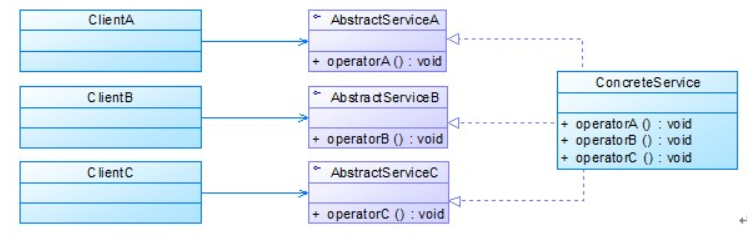 ClientA
AbstractServiceA
+ operatorA () : void
ClientB
AbstractServiceB
+ operatorB () : void
ClientC
AbstractServiceC
+ operatorC () : void
ConcreteService
+ operatorA () : void
+ operatorB () : void
+ operatorC () : void